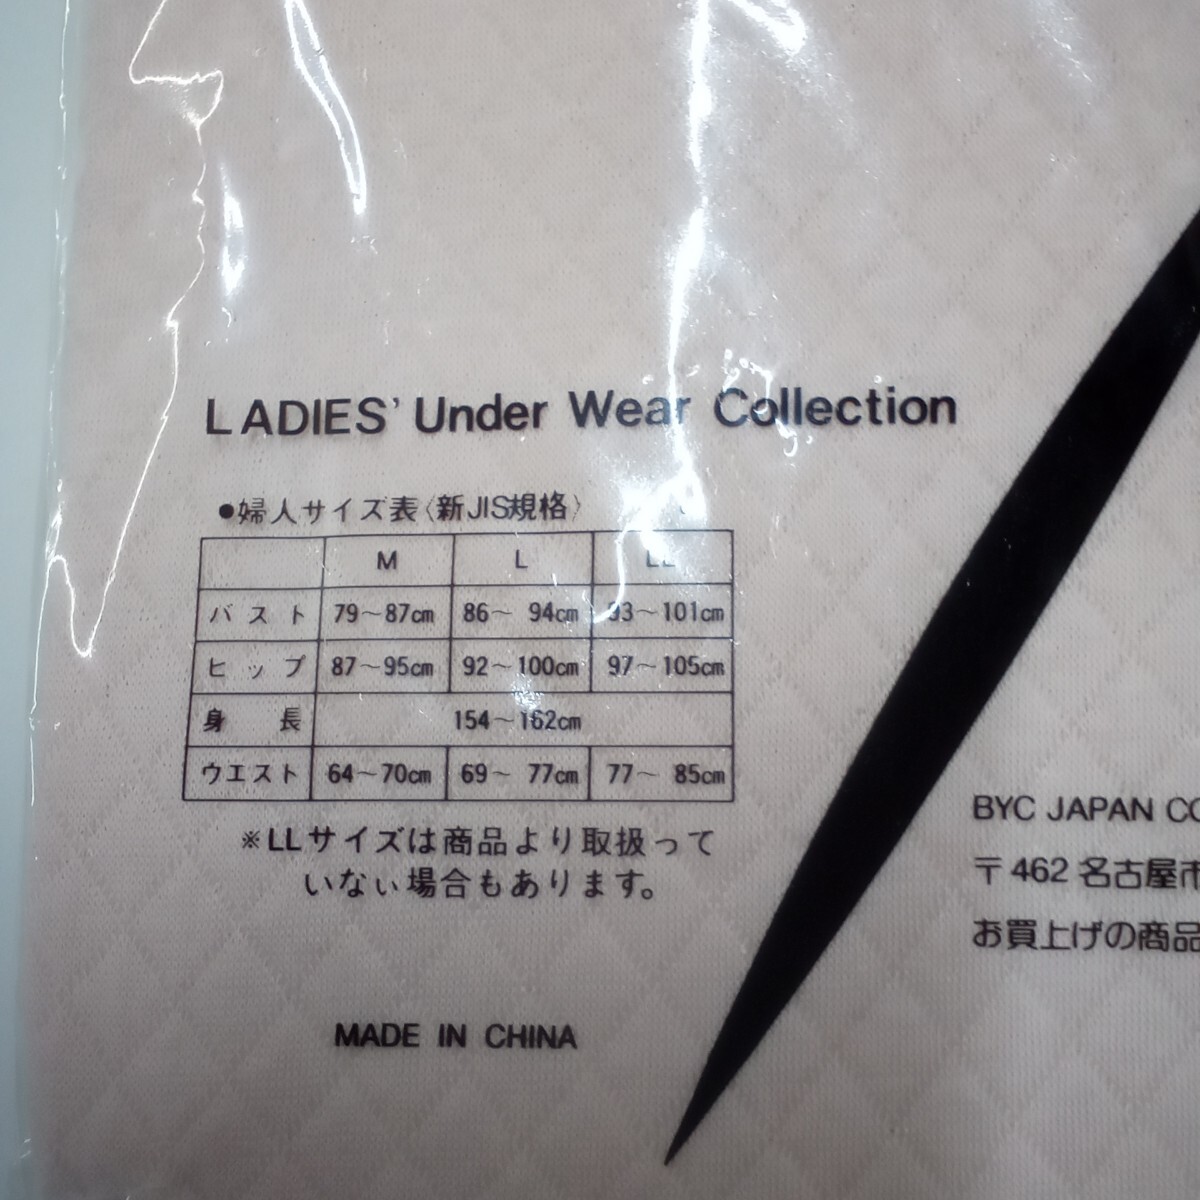 LADIES' Under Wear Collection
●婦人サイズ表〈新JIS規格〉
M L LL
バスト 79～87cm 86～ 94cm 93～101cm
ヒップ 87～95cm 92～100cm 97～105cm
身長 154～162cm
ウエスト 64～70cm 69～ 77cm 77～ 85cm
※LLサイズは商品より取扱って
いない場合もあります。
MADE IN CHINA
BYC JAPAN CO
〒462 名古屋市
お買上げの商品